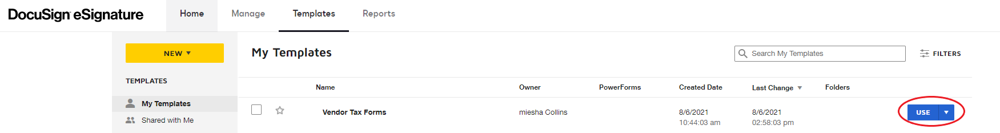 DocuSign eSignature Home Manage Templates Reports
NEW
My Templates
Search My Templates
FILTERS
TEMPLATES
Name Owner PowerForms Created Date Last Change Folders
My Templates
Vendor Tax Forms miesha Collins 8/6/2021 8/6/2021 USE
10:44:03 am 02:58:03 pm
Shared with Me